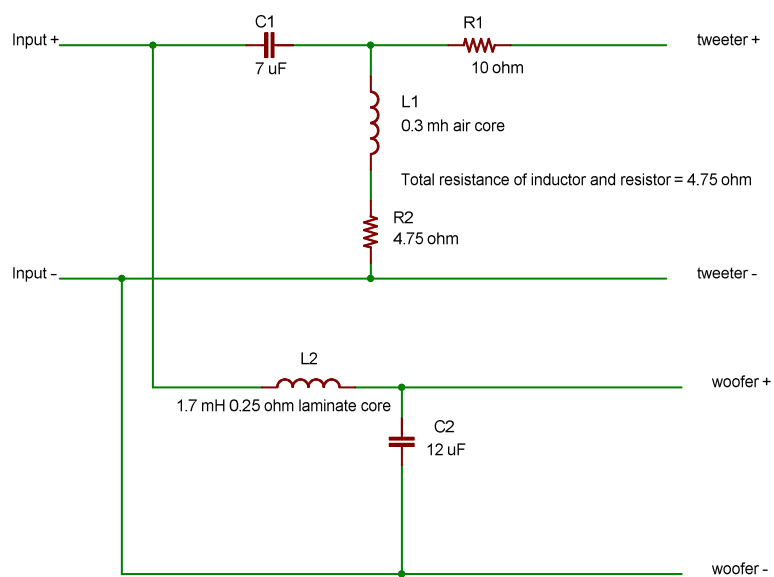 Input +
C1
7 uF
R1
10 ohm
tweeter +
L1
0.3 mh air core
Total resistance of inductor and resistor = 4.75 ohm
R2
4.75 ohm
Input -
tweeter -
L2
1.7 mH 0.25 ohm laminate core
woofer +
C2
12 uF
woofer -